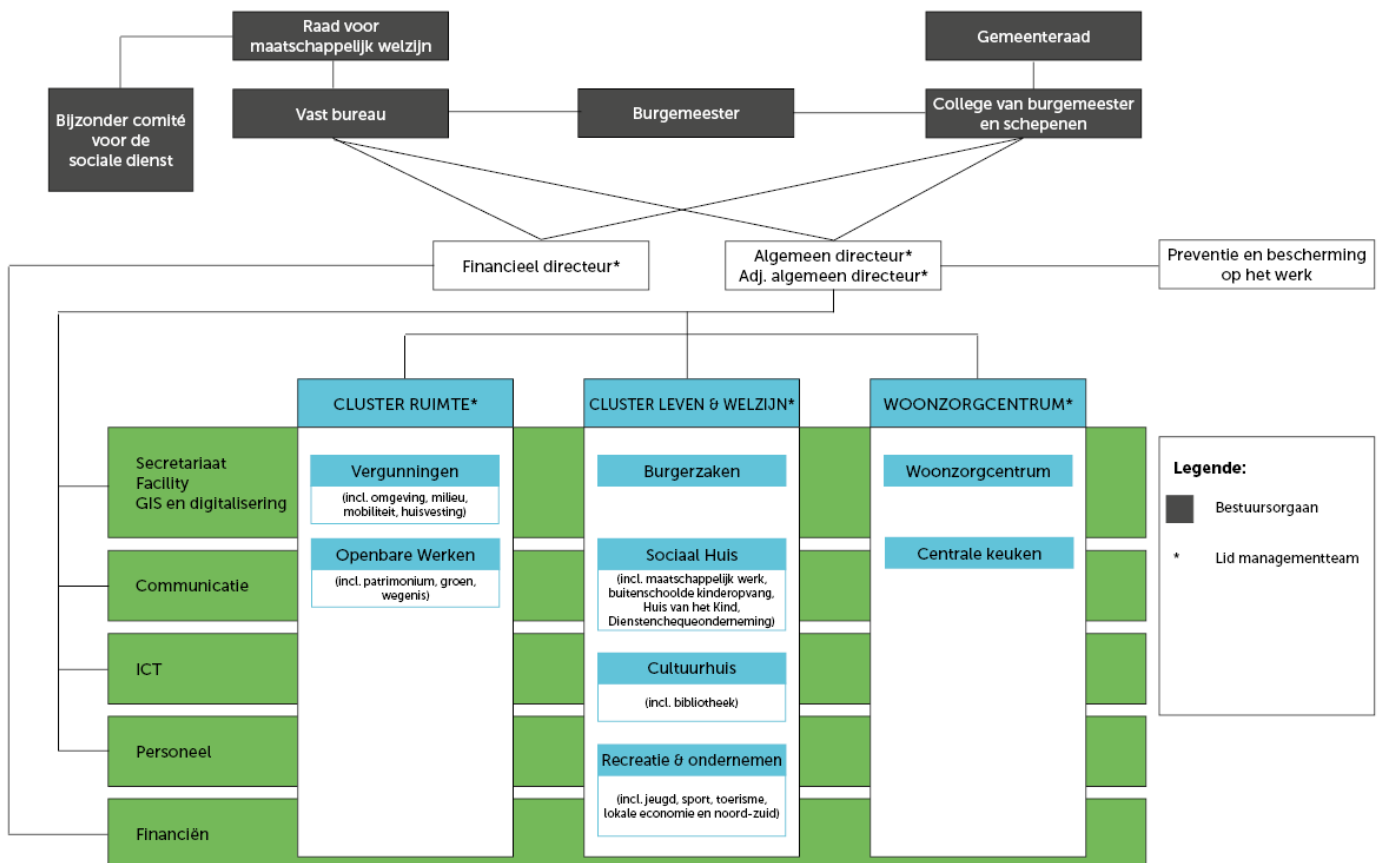 Raad voor
maatschappelijk welzijn
Gemeenteraad
Bijzonder comité
voor de
sociale dienst
Vast bureau
Burgemeester
College van burgemeester
en schepenen
Financieel directeur*
Algemeen directeur*
Adj. algemeen directeur*
Preventie en bescherming
op het werk
CLUSTER RUIMTE*
CLUSTER LEVEN & WELZIJN*
WOONZORGCENTRUM*
Secretariaat
Facility
GIS en digitalisering
Communicatie
ICT
Personeel
Financiën
Vergunningen
(incl. omgeving, milieu,
mobiliteit, huisvesting)
Openbare Werken
(incl. patrimonium, groen,
wegenis)
Burgerzaken
Sociaal Huis
(incl. maatschappelijk werk,
buitenschoolde kinderopvang,
Huis van het Kind,
Dienstenchequeonderneming)
Cultuurhuis
(incl. bibliotheek)
Recreatie & ondernemen
(incl. jeugd, sport, toerisme,
lokale economie en noord-zuid)
Woonzorgcentrum
Centrale keuken
Legende:
Bestuursorgaan
* Lid managementteam